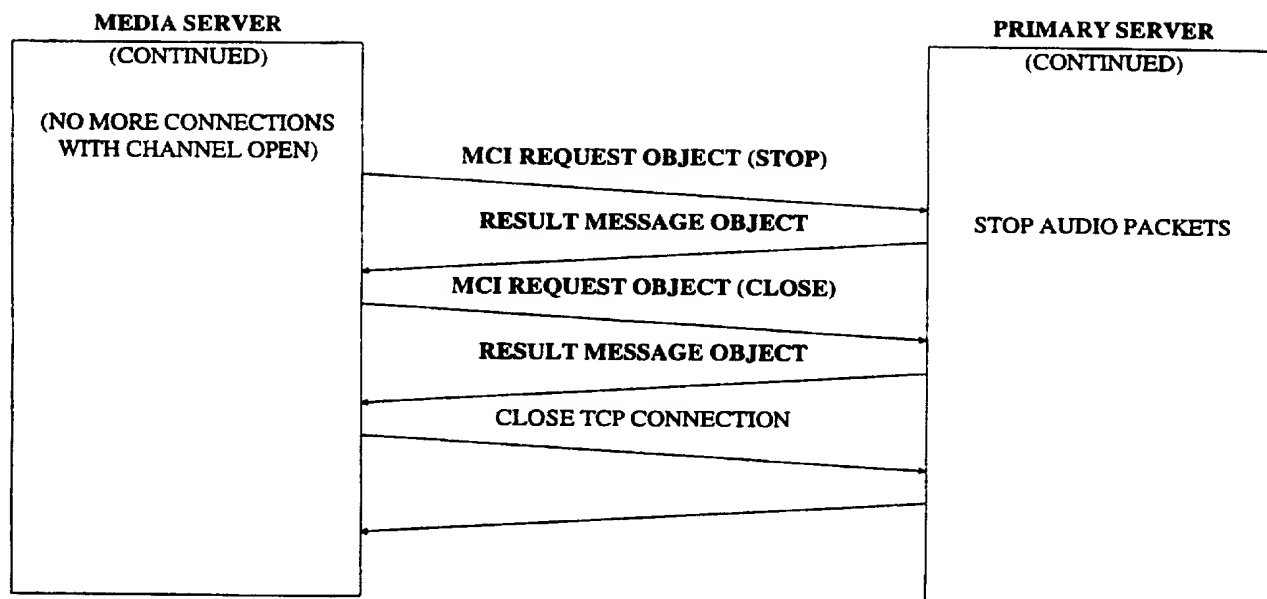 MEDIA SERVER
(CONTINUED)
(NO MORE CONNECTIONS
WITH CHANNEL OPEN)
PRIMARY SERVER
(CONTINUED)
MCI REQUEST OBJECT (STOP)
RESULT MESSAGE OBJECT
STOP AUDIO PACKETS
MCI REQUEST OBJECT (CLOSE)
RESULT MESSAGE OBJECT
CLOSE TCP CONNECTION